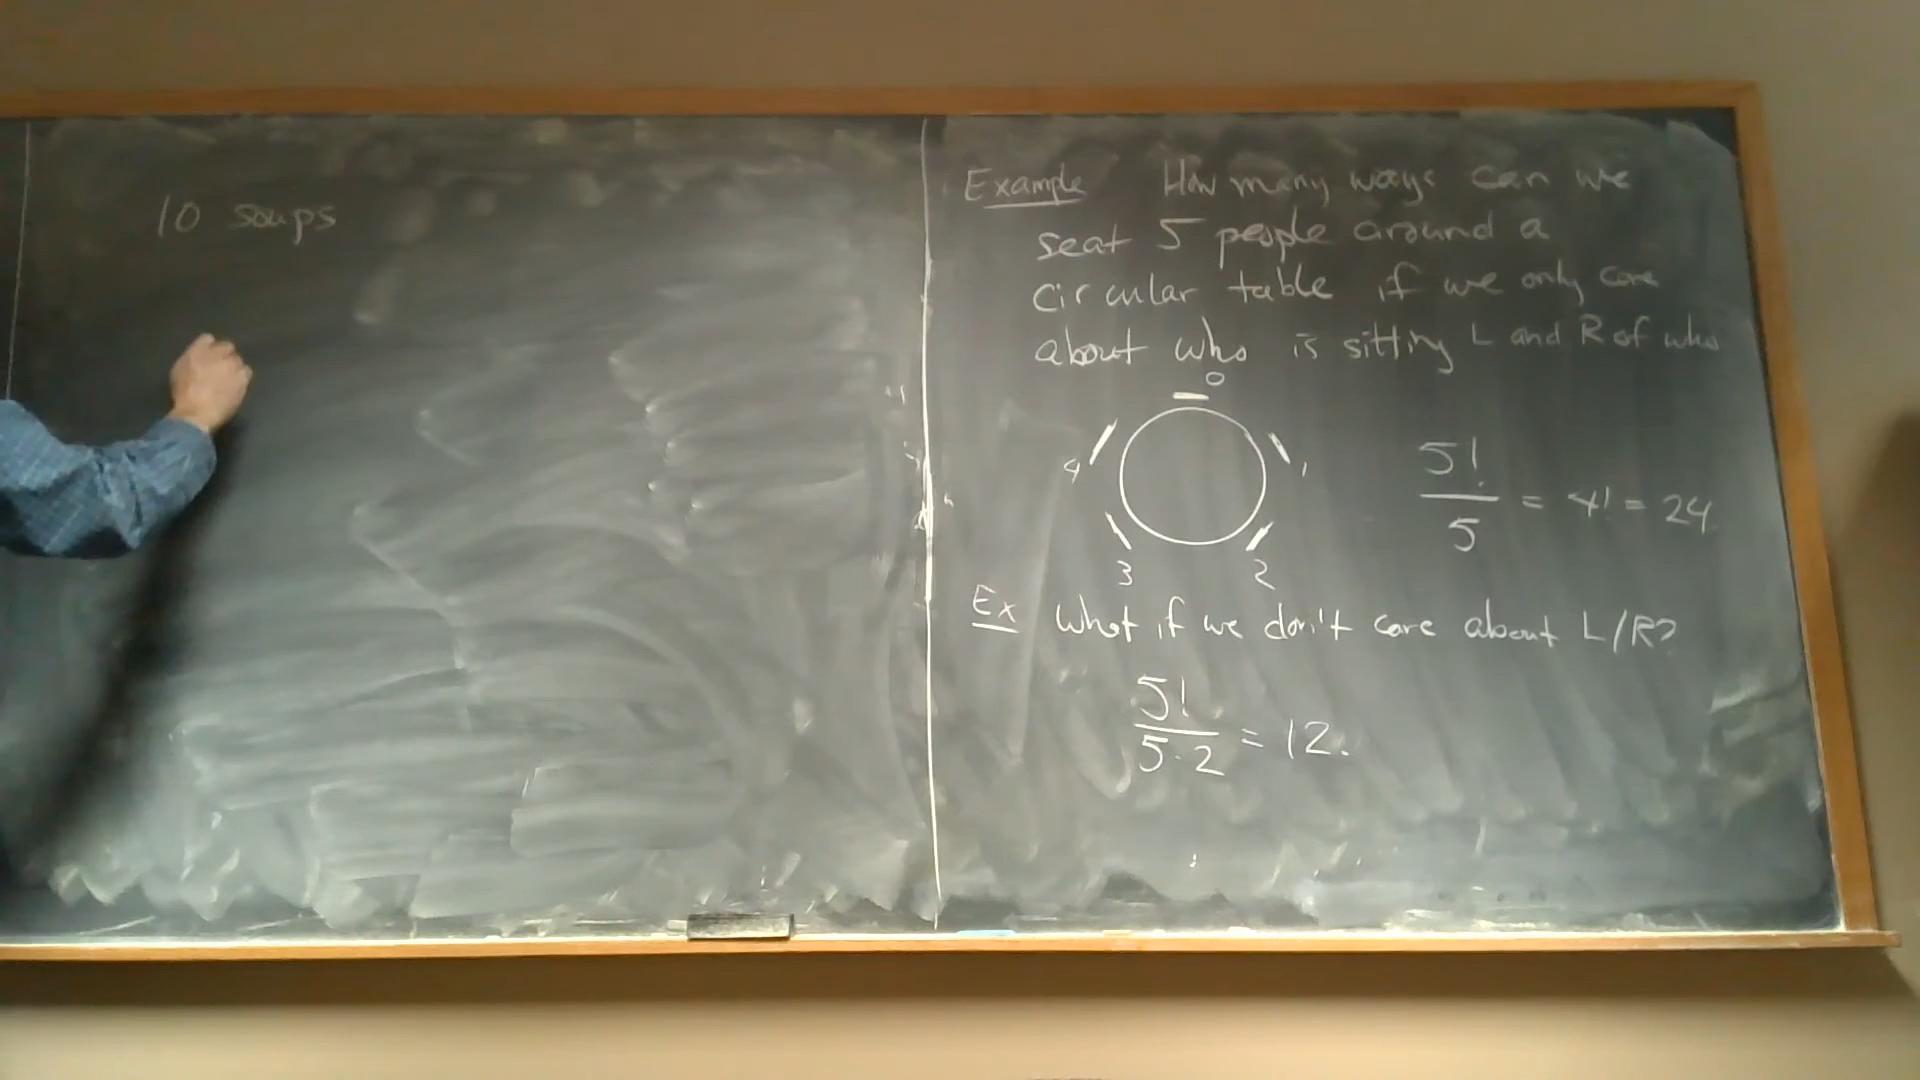 10 soups
Example How many ways can we
seat 5 people around a
circular table if we only care
about who is sitting L and R of who
0
4
1
3
2
5!
5
= 4! = 24
Ex What if we don't care about L/R?
5!
5·2
= 12.